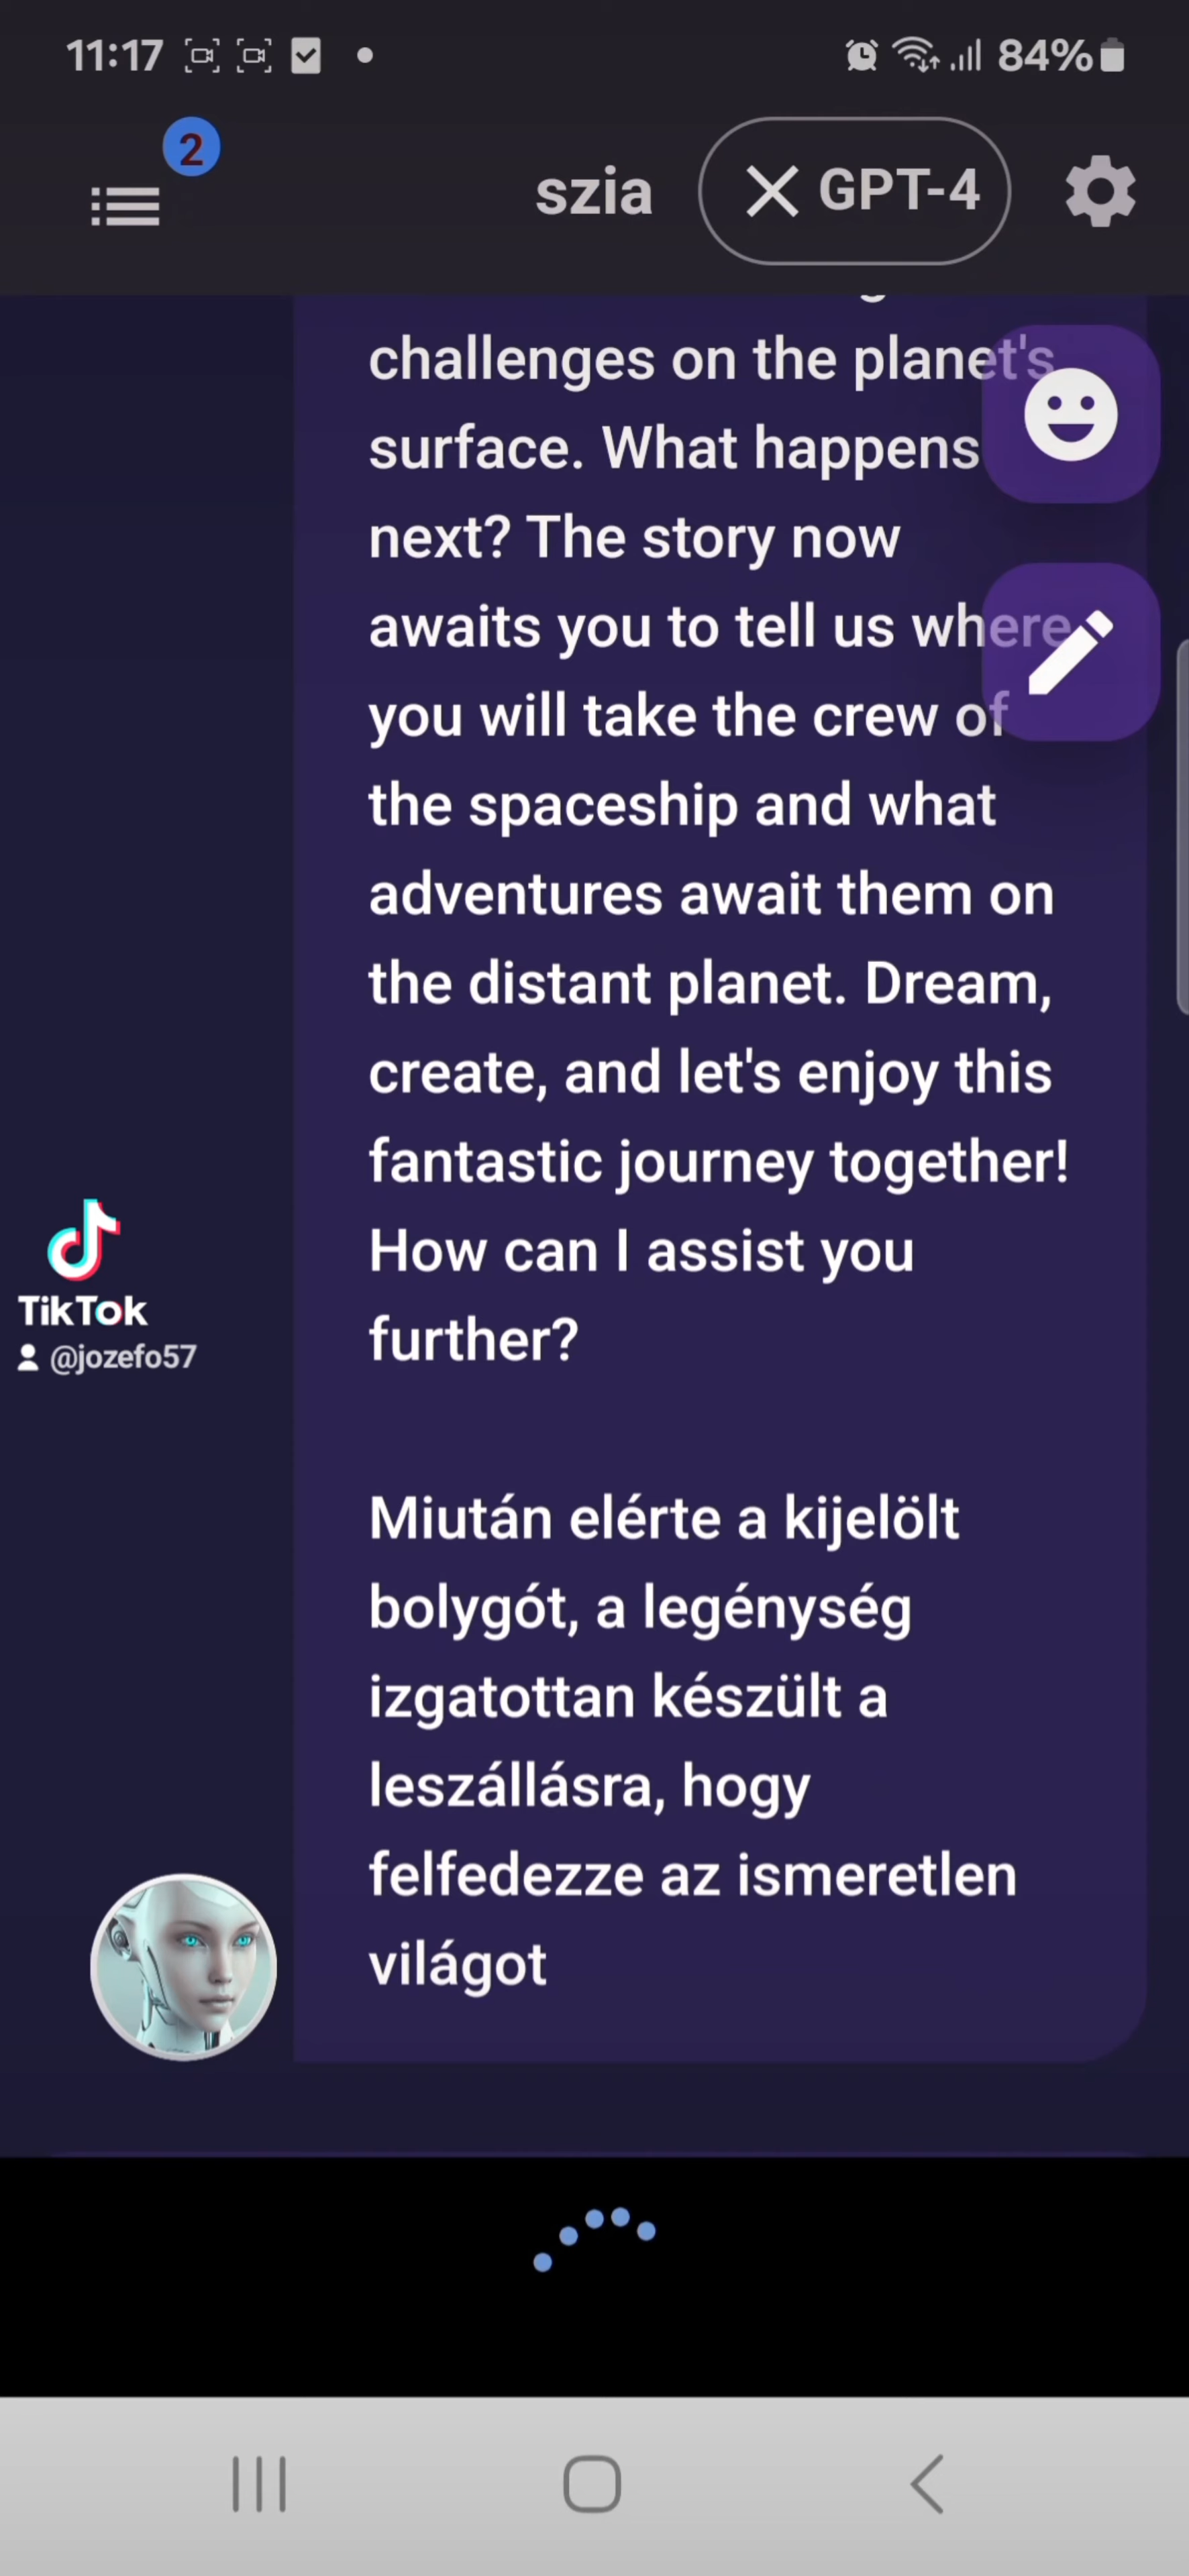 11:17
84%
2
szia
GPT-4
challenges on the planet's
surface. What happens
next? The story now
awaits you to tell us where
you will take the crew of
the spaceship and what
adventures await them on
the distant planet. Dream,
create, and let's enjoy this
fantastic journey together!
How can I assist you
further?
TikTok
@jozefo57
Miután elérte a kijelölt
bolygót, a legénység
izgatottan készült a
leszállásra, hogy
felfedezze az ismeretlen
világot